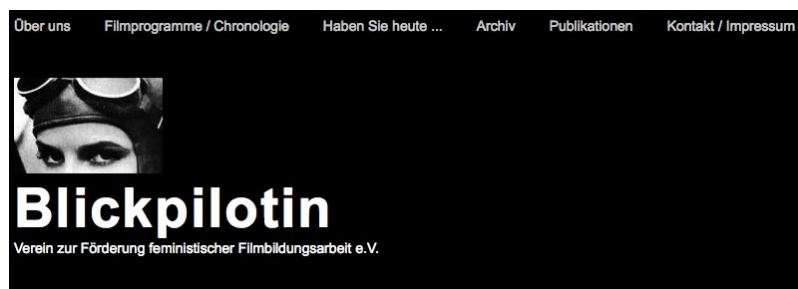 Über uns Filmprogramme / Chronologie Haben Sie heute ... Archiv Publikationen Kontakt / Impressum
Blickpilotin
Verein zur Förderung feministischer Filmbildungsarbeit e.V.